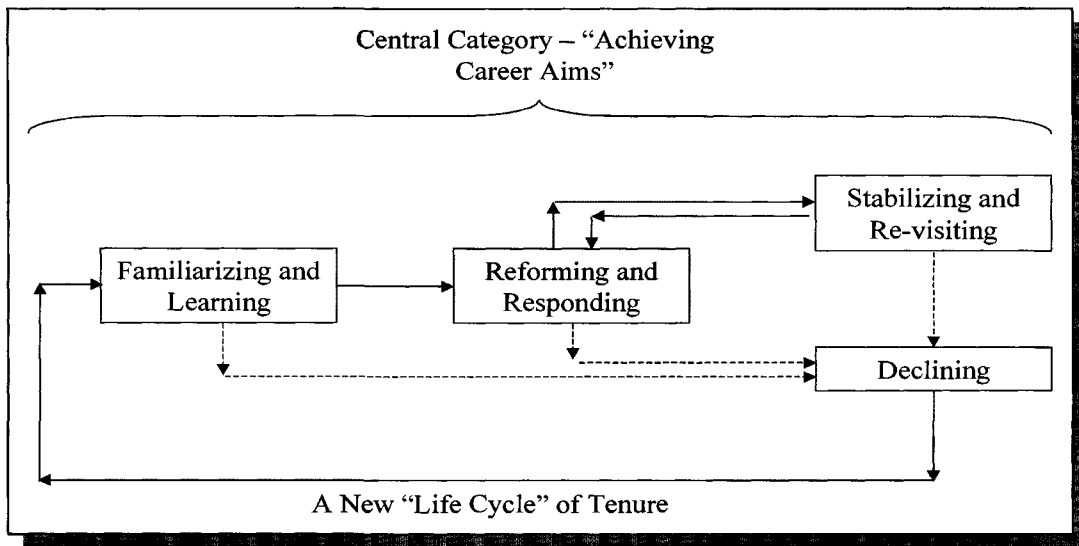 Central Category – “Achieving
Career Aims”
Stabilizing and
Re-visiting
Familiarizing and
Learning
Reforming and
Responding
Declining
A New “Life Cycle” of Tenure